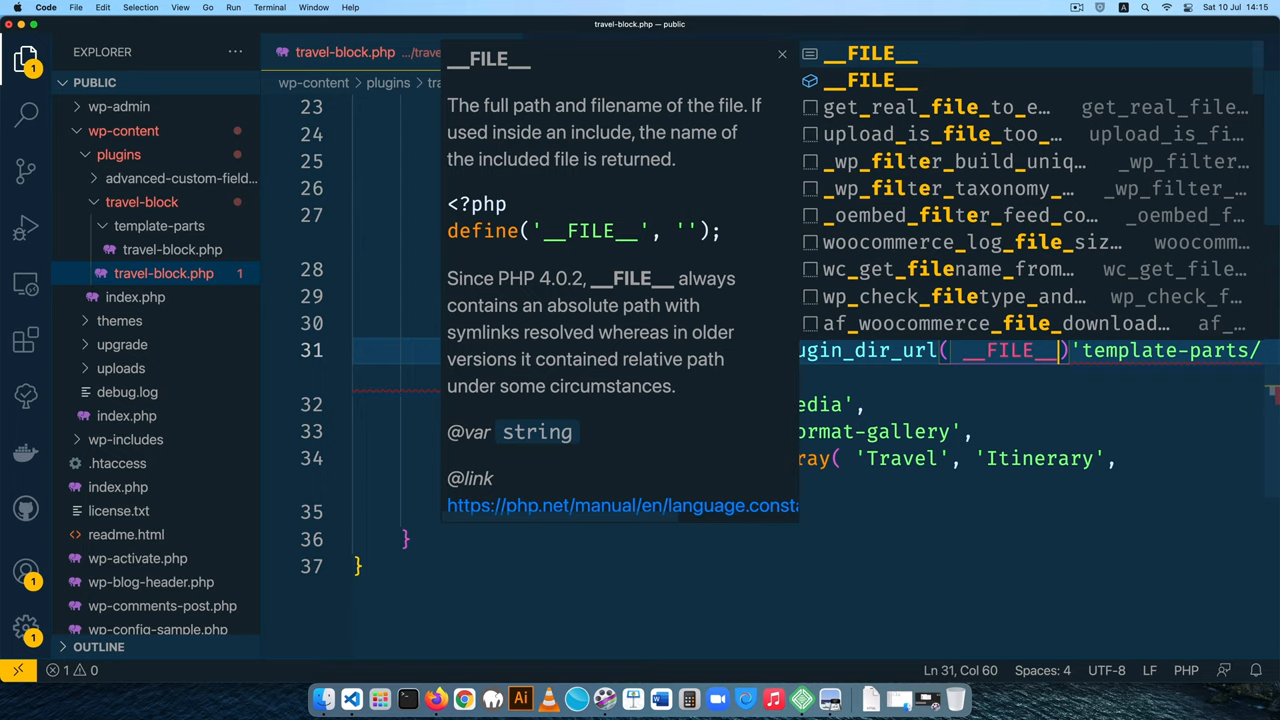 Code File Edit Selection View Go Run Terminal Window Help
A
Sat 10 Jul 14:15
travel-block.php — public
EXPLORER
travel-block.php .../trave
wp-content > plugins > tra
PUBLIC
wp-admin
wp-content
plugins
advanced-custom-field...
travel-block
template-parts
travel-block.php
travel-block.php 1
index.php
themes
upgrade
uploads
debug.log
index.php
wp-includes
.htaccess
index.php
license.txt
readme.html
wp-activate.php
wp-blog-header.php
wp-comments-post.php
wp-config-sample.php
OUTLINE
1
1
1
23
24
25
26
27
28
29
30
31
32
33
34
35
36 }
37 }
__FILE__
The full path and filename of the file. If
used inside an include, the name of
the included file is returned.
<?php
define('__FILE__', '');
Since PHP 4.0.2, __FILE__ always
contains an absolute path with
symlinks resolved whereas in older
versions it contained relative path
under some circumstances.
@var string
@link
https://php.net/manual/en/language.consta
__FILE__
__FILE__
get_real_file_to_e... get_real_file...
upload_is_file_too_... upload_is_fi...
_wp_filter_build_uniq... _wp_filter...
_wp_filter_taxonomy_... _wp_filter_...
_oembed_filter_feed_co... _oembed_f...
woocommerce_log_file_siz... woocomm...
wc_get_filename_from... wc_get_file...
wp_check_filetype_and... wp_check_f...
af_woocommerce_file_download... af_...
ugin_dir_url( __FILE__)'template-parts/
edia',
ormat-gallery',
ray( 'Travel', 'Itinerary',
1 0
Ln 31, Col 60 Spaces: 4 UTF-8 LF PHP
Ai
W